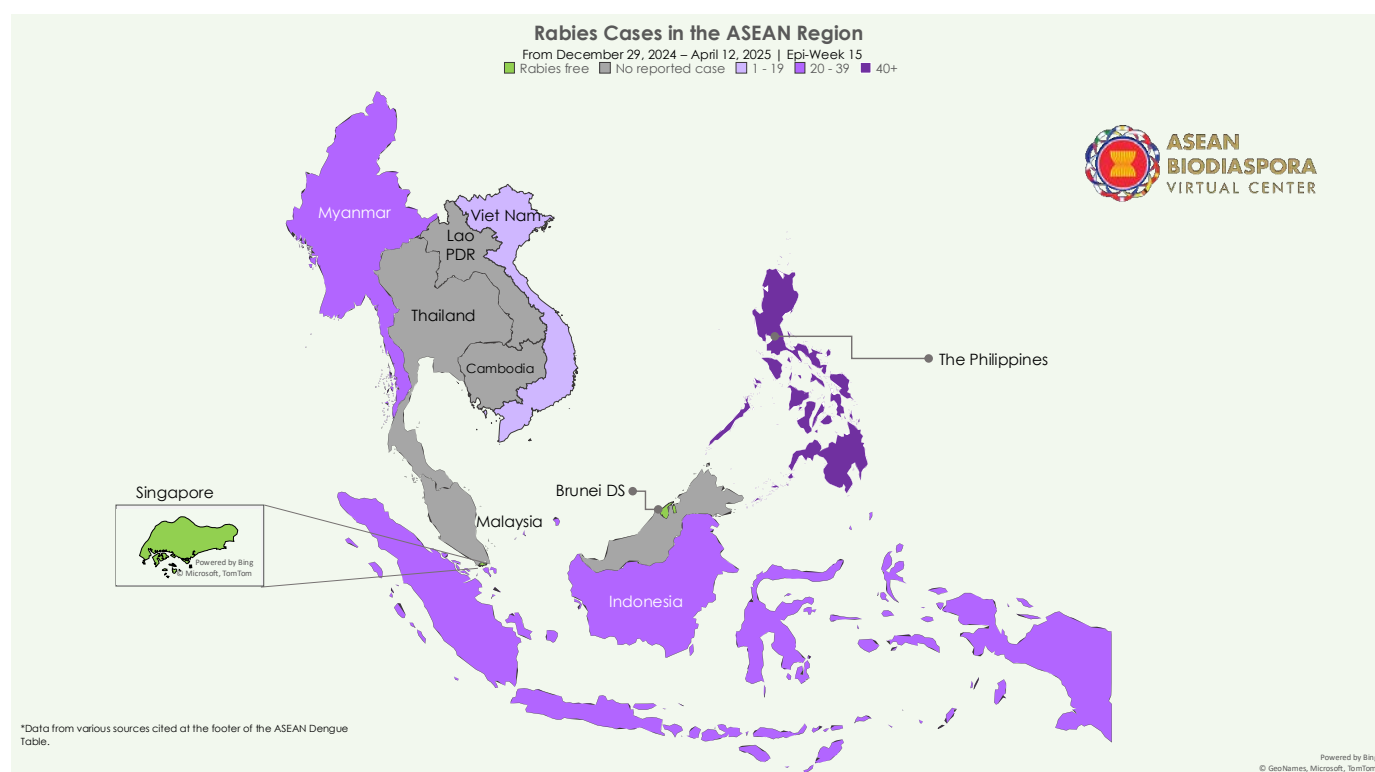 Rabies Cases in the ASEAN Region
From December 29, 2024 – April 12, 2025 | Epi-Week 15
Rabies free No reported case 1 - 19 20 - 39 40+
ASEAN
BIODIASPORA
VIRTUAL CENTER
Myanmar
Viet Nam
Lao
PDR
Thailand
Cambodia
The Philippines
Brunei DS
Singapore
Malaysia
Powered by Bing
© Microsoft, TomTom
Indonesia
*Data from various sources cited at the footer of the ASEAN Dengue
Table.
Powered by Bing
© GeoNames, Microsoft, TomTom